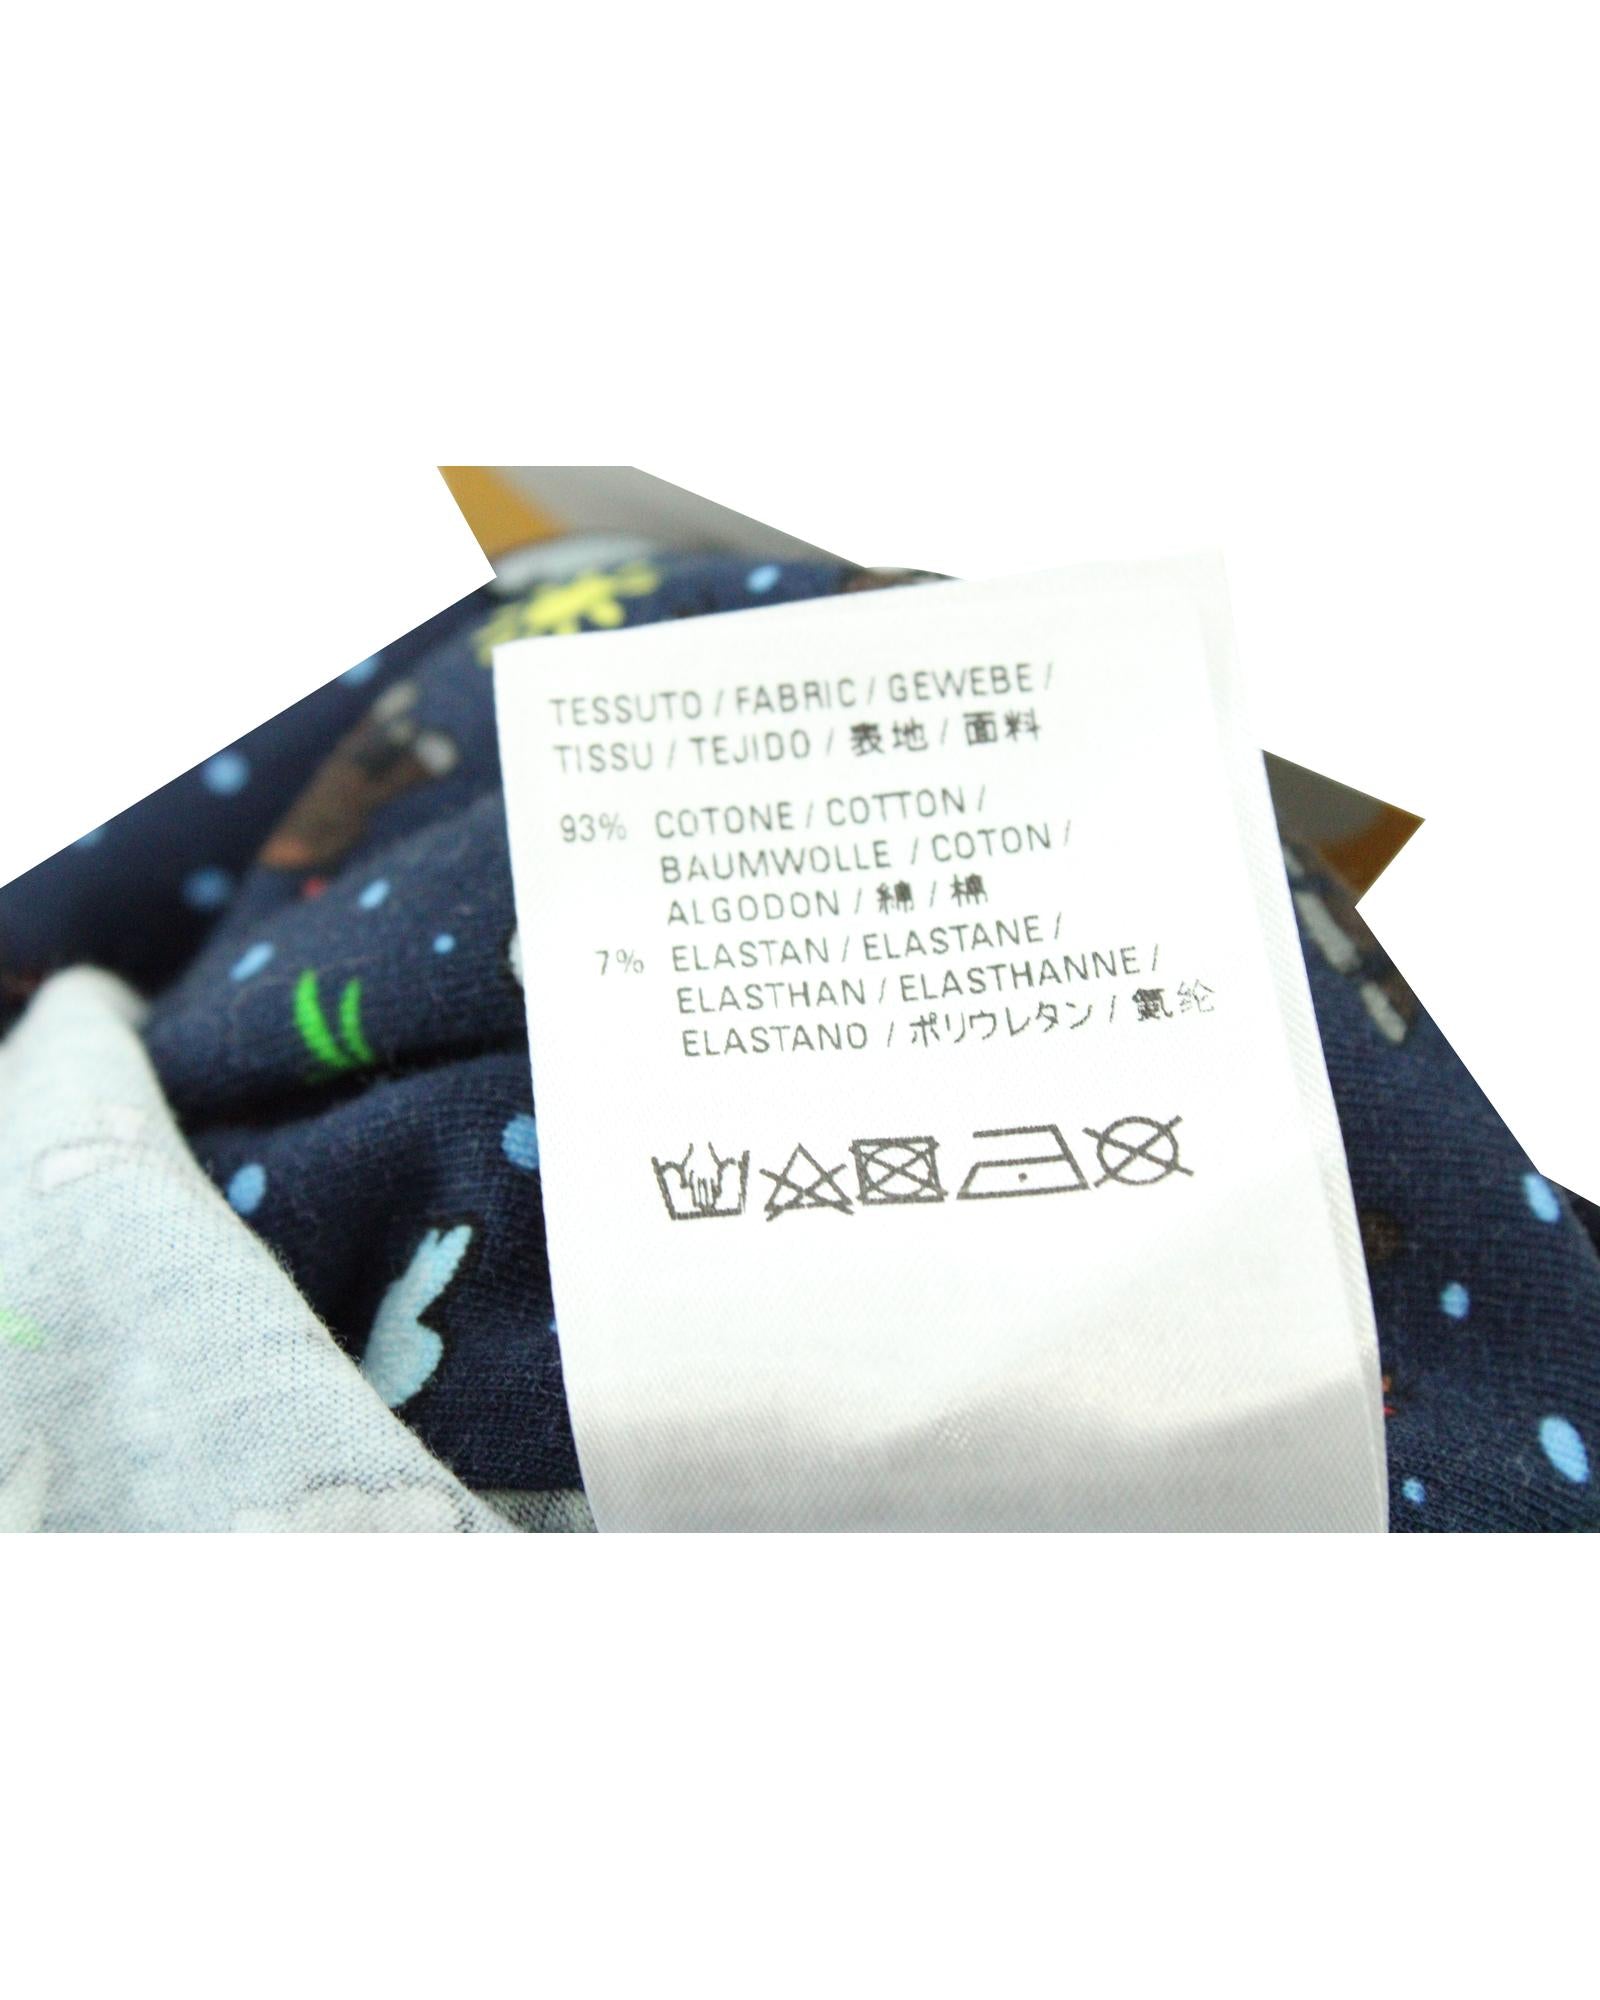 TESSUTO / FABRIC / GEWEBE /
TISSU / TEJIDO / 表地 / 面料
93% COTONE / COTTON /
BAUMWOLLE / COTON /
ALGODON / 綿 / 棉
7% ELASTAN / ELASTANE /
ELASTHAN / ELASTHANNE /
ELASTANO / ポリウレタン / 氨纶